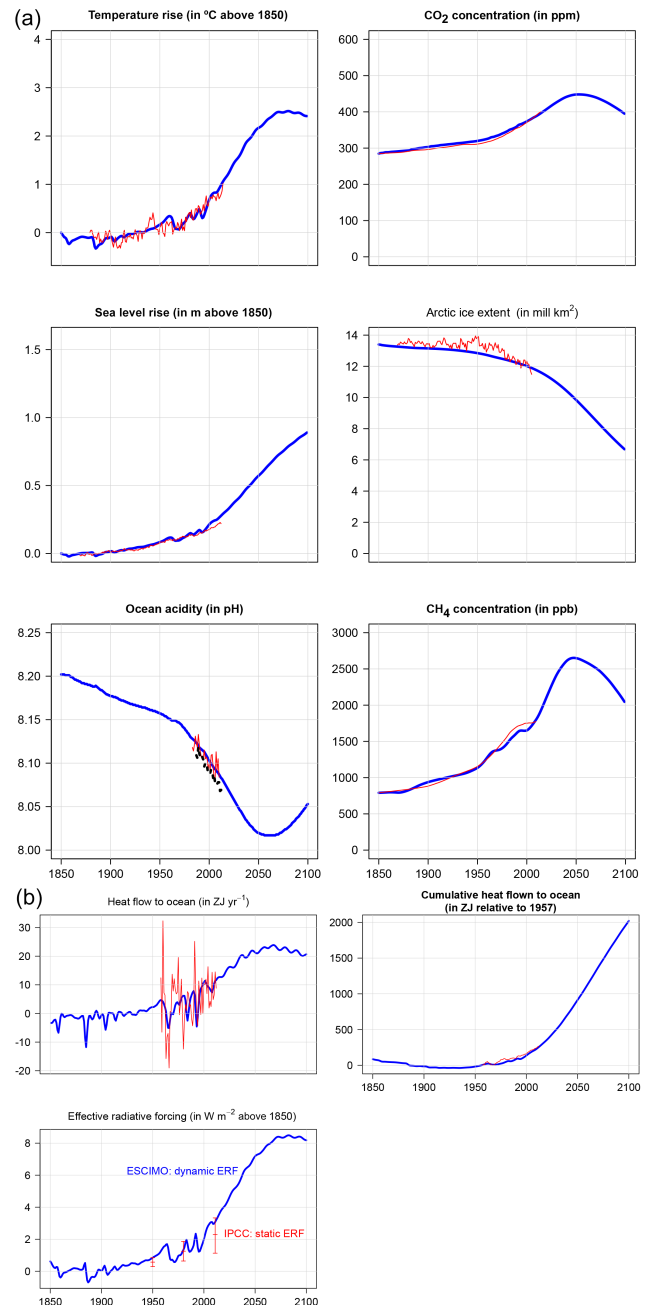 (a)
Temperature rise (in ºC above 1850)
4
3
2
1
0
CO2 concentration (in ppm)
600
500
400
300
200
100
0
Sea level rise (in m above 1850)
1.5
1.0
0.5
0.0
Arctic ice extent (in mill km2)
14
12
10
8
6
4
2
0
Ocean acidity (in pH)
8.25
8.20
8.15
8.10
8.05
8.00
1850 1900 1950 2000 2050 2100
CH4 concentration (in ppb)
3000
2500
2000
1500
1000
500
0
1850 1900 1950 2000 2050 2100
(b)
Heat flow to ocean (in ZJ yr−1)
30
20
10
0
-10
-20
Cumulative heat flown to ocean
(in ZJ relative to 1957)
2000
1500
1000
500
0
1850 1900 1950 2000 2050 2100
Effective radiative forcing (in W m−2 above 1850)
8
6
4
2
0
ESCIMO: dynamic ERF
IPCC: static ERF
1850 1900 1950 2000 2050 2100